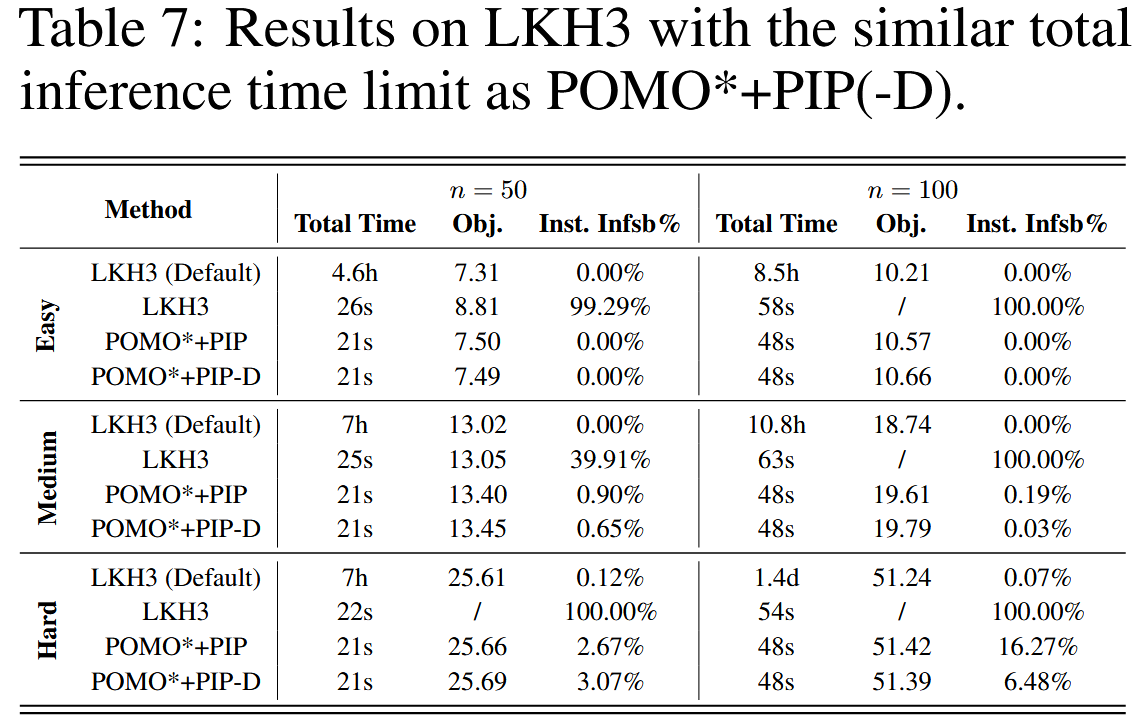 Table 7: Results on LKH3 with the similar total
inference time limit as POMO*+PIP(-D).
Method n = 50 n = 100
Total Time Obj. Inst. Infsb% Total Time Obj. Inst. Infsb%
Easy
LKH3 (Default) 4.6h 7.31 0.00% 8.5h 10.21 0.00%
LKH3 26s 8.81 99.29% 58s / 100.00%
POMO*+PIP 21s 7.50 0.00% 48s 10.57 0.00%
POMO*+PIP-D 21s 7.49 0.00% 48s 10.66 0.00%
Medium
LKH3 (Default) 7h 13.02 0.00% 10.8h 18.74 0.00%
LKH3 25s 13.05 39.91% 63s / 100.00%
POMO*+PIP 21s 13.40 0.90% 48s 19.61 0.19%
POMO*+PIP-D 21s 13.45 0.65% 48s 19.79 0.03%
Hard
LKH3 (Default) 7h 25.61 0.12% 1.4d 51.24 0.07%
LKH3 22s / 100.00% 54s / 100.00%
POMO*+PIP 21s 25.66 2.67% 48s 51.42 16.27%
POMO*+PIP-D 21s 25.69 3.07% 48s 51.39 6.48%